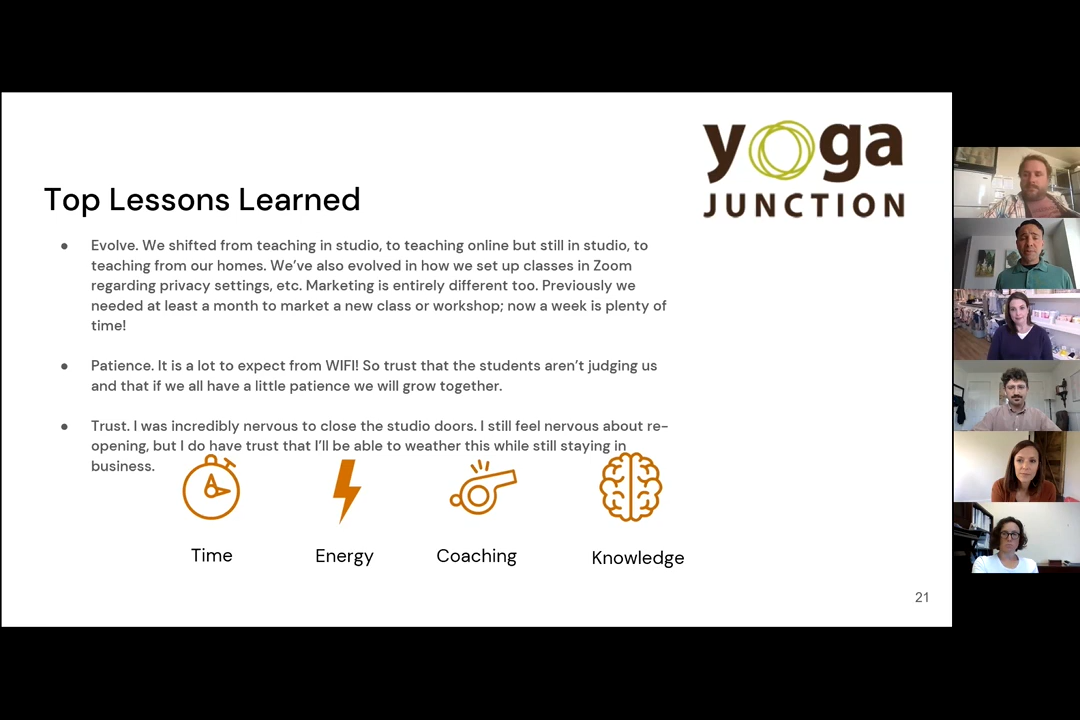 yoga
JUNCTION
Top Lessons Learned
● Evolve. We shifted from teaching in studio, to teaching online but still in studio, to
teaching from our homes. We’ve also evolved in how we set up classes in Zoom
regarding privacy settings, etc. Marketing is entirely different too. Previously we
needed at least a month to market a new class or workshop; now a week is plenty of
time!
● Patience. It is a lot to expect from WIFI! So trust that the students aren’t judging us
and that if we all have a little patience we will grow together.
● Trust. I was incredibly nervous to close the studio doors. I still feel nervous about re-
opening, but I do have trust that I’ll be able to weather this while still staying in
business.
Time
Energy
Coaching
Knowledge
21